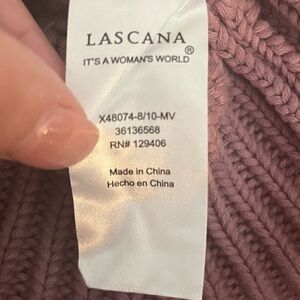 LASCANA®
IT'S A WOMAN'S WORLD
X48074-8/10-MV
36136568
RN# 129406
Made in China
Hecho en China